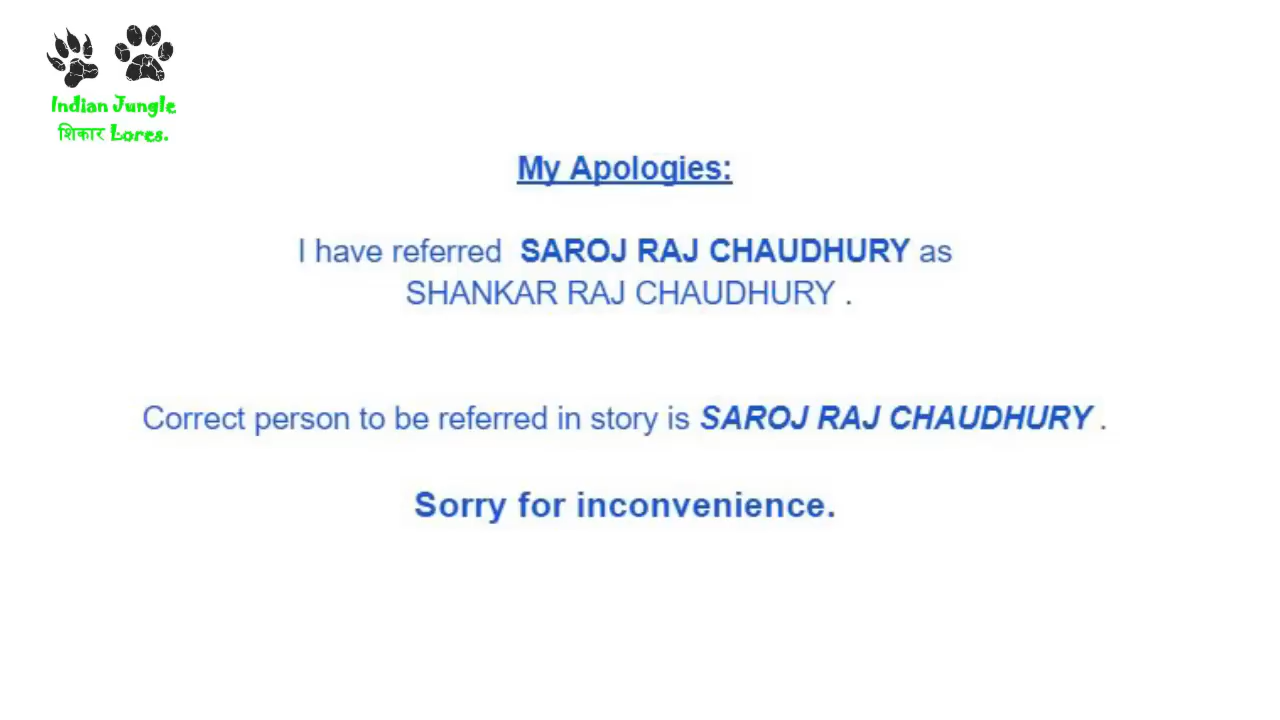 Indian Jungle
शिकार Lores.
My Apologies:
I have referred SAROJ RAJ CHAUDHURY as
SHANKAR RAJ CHAUDHURY .
Correct person to be referred in story is SAROJ RAJ CHAUDHURY .
Sorry for inconvenience.